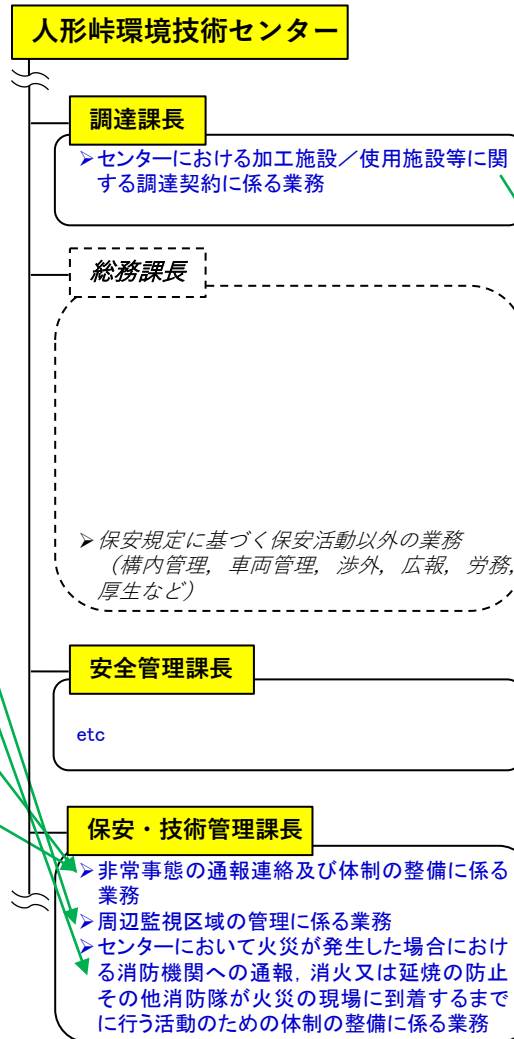 人形峠環境技術センター
調達課長
➢センターにおける加工施設／使用施設等に関
する調達契約に係る業務
総務課長
➢保安規定に基づく保安活動以外の業務
（構内管理，車両管理，渉外，広報，労務，
厚生など）
安全管理課長
etc
保安・技術管理課長
➢非常事態の通報連絡及び体制の整備に係る
業務
➢周辺監視区域の管理に係る業務
➢センターにおいて火災が発生した場合におけ
る消防機関への通報，消火又は延焼の防止
その他消防隊が火災の現場に到着するまで
に行う活動のための体制の整備に係る業務